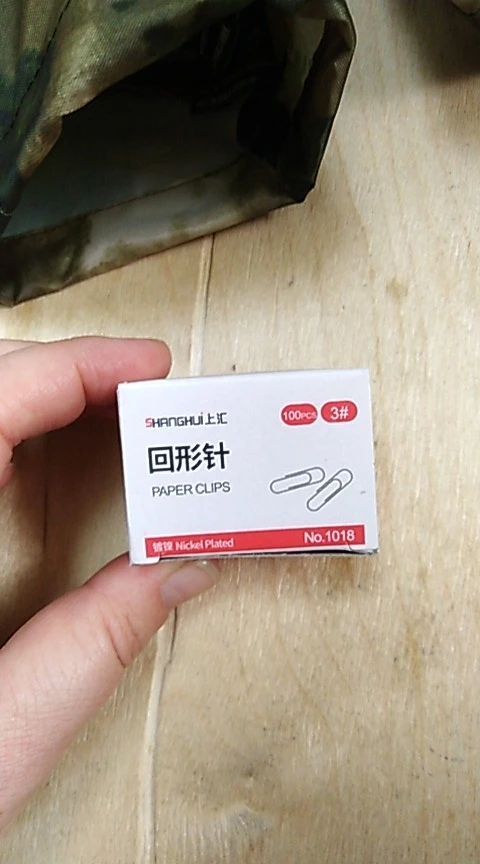 SHANGHUi上汇
100PCS 3#
回形针
PAPER CLIPS
镀镍 Nickel Plated
No.1018